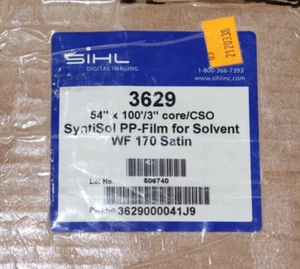 SIHL
DIGITAL IMAGING
1-800-366-7393
www.sihlinc.com
2120338
3629
54" x 100'/3" core/CSO
SyntiSol PP-Film for Solvent
WF 170 Satin
Lot No. 506740
Part No. 3629000041J9